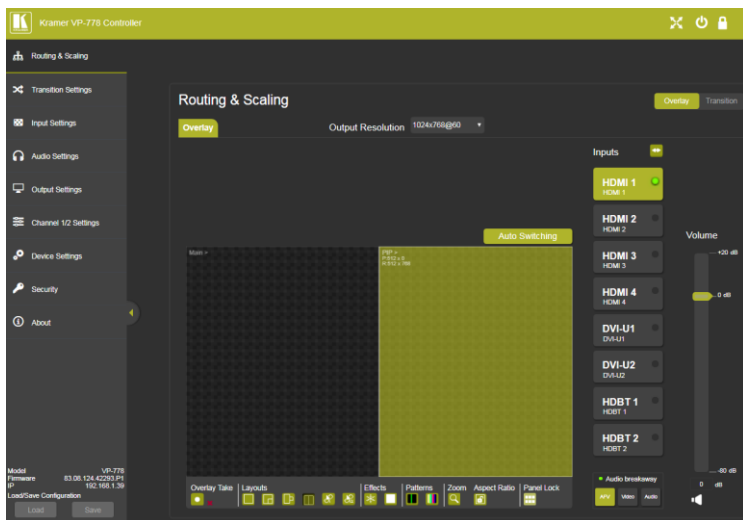 Kramer VP-778 Controller
Routing & Scaling
Transition Settings
Input Settings
Audio Settings
Output Settings
Channel 1/2 Settings
Device Settings
Security
About
Model VP-778
Firmware 83.08.124.42293.P1
IP 192.168.1.39
Load/Save Configuration
Load Save
Routing & Scaling
Overlay Transition
Overlay
Output Resolution 1024x768@60
Auto Switching
Main >
PIP >
P:512 x 0
R:512 x 768
Overlay Take Layouts Effects Patterns Zoom Aspect Ratio Panel Lock
Inputs
HDMI 1
HDMI 1
HDMI 2
HDMI 2
HDMI 3
HDMI 3
HDMI 4
HDMI 4
DVI-U1
DVI-U1
DVI-U2
DVI-U2
HDBT 1
HDBT 1
HDBT 2
HDBT 2
Audio breakaway
A/V Video Audio
Volume
+20 dB
0 dB
-80 dB
0 dB